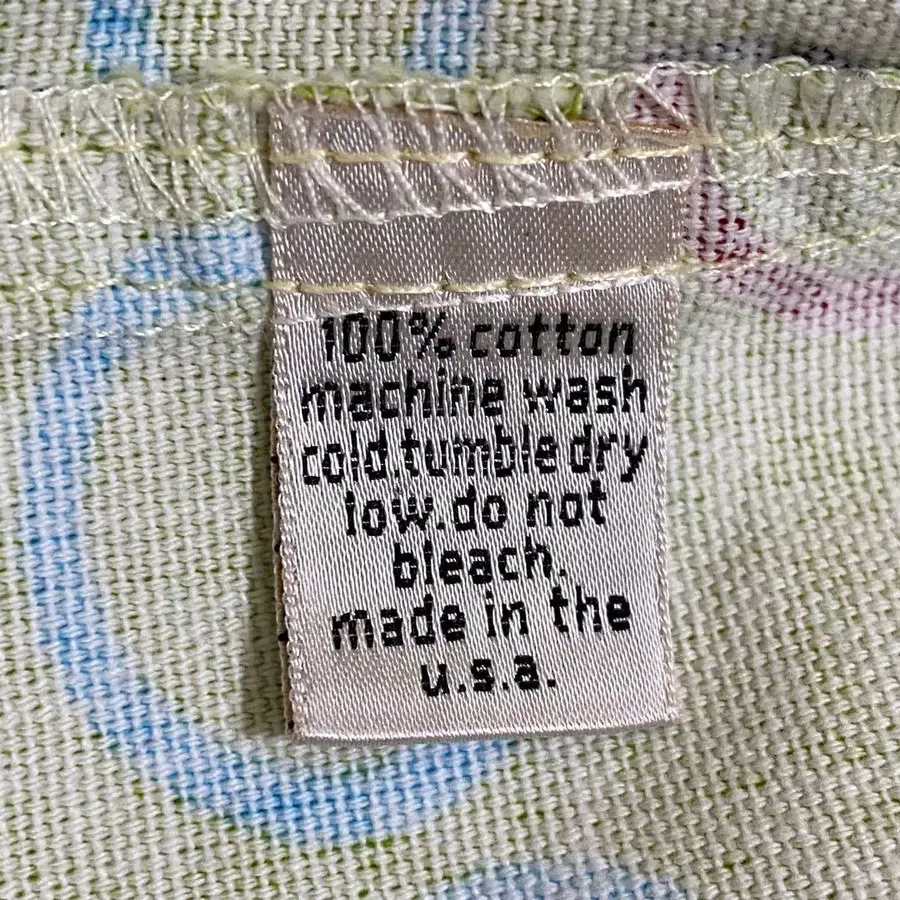 100% cotton
machine wash
cold.tumble dry
low.do not
bleach.
made in the
u.s.a.